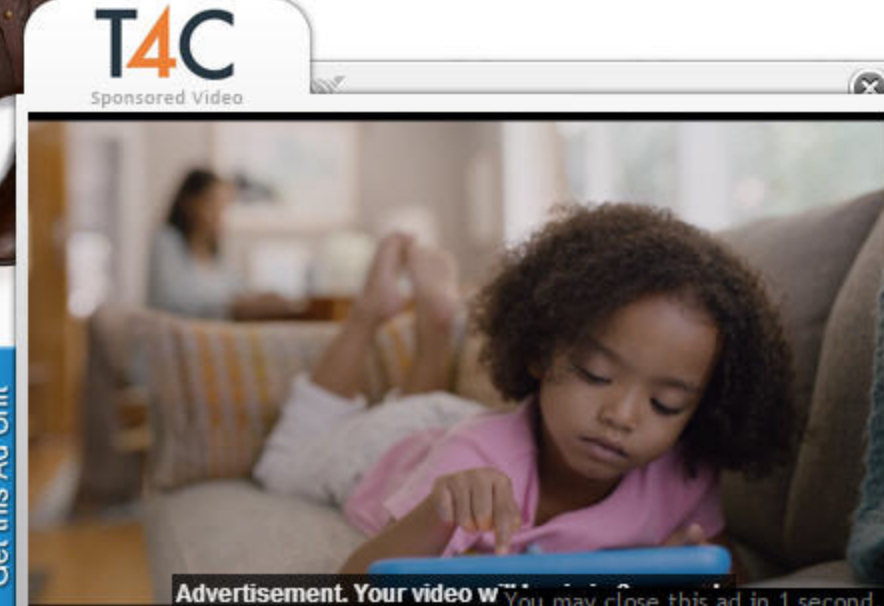 T4C
Sponsored Video
Get this Ad Unit
Advertisement. Your video
You may close this ad in 1 second